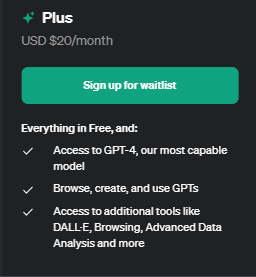 Plus
USD $20/month
Sign up for waitlist
Everything in Free, and:
Access to GPT-4, our most capable
model
Browse, create, and use GPTs
Access to additional tools like
DALL·E, Browsing, Advanced Data
Analysis and more